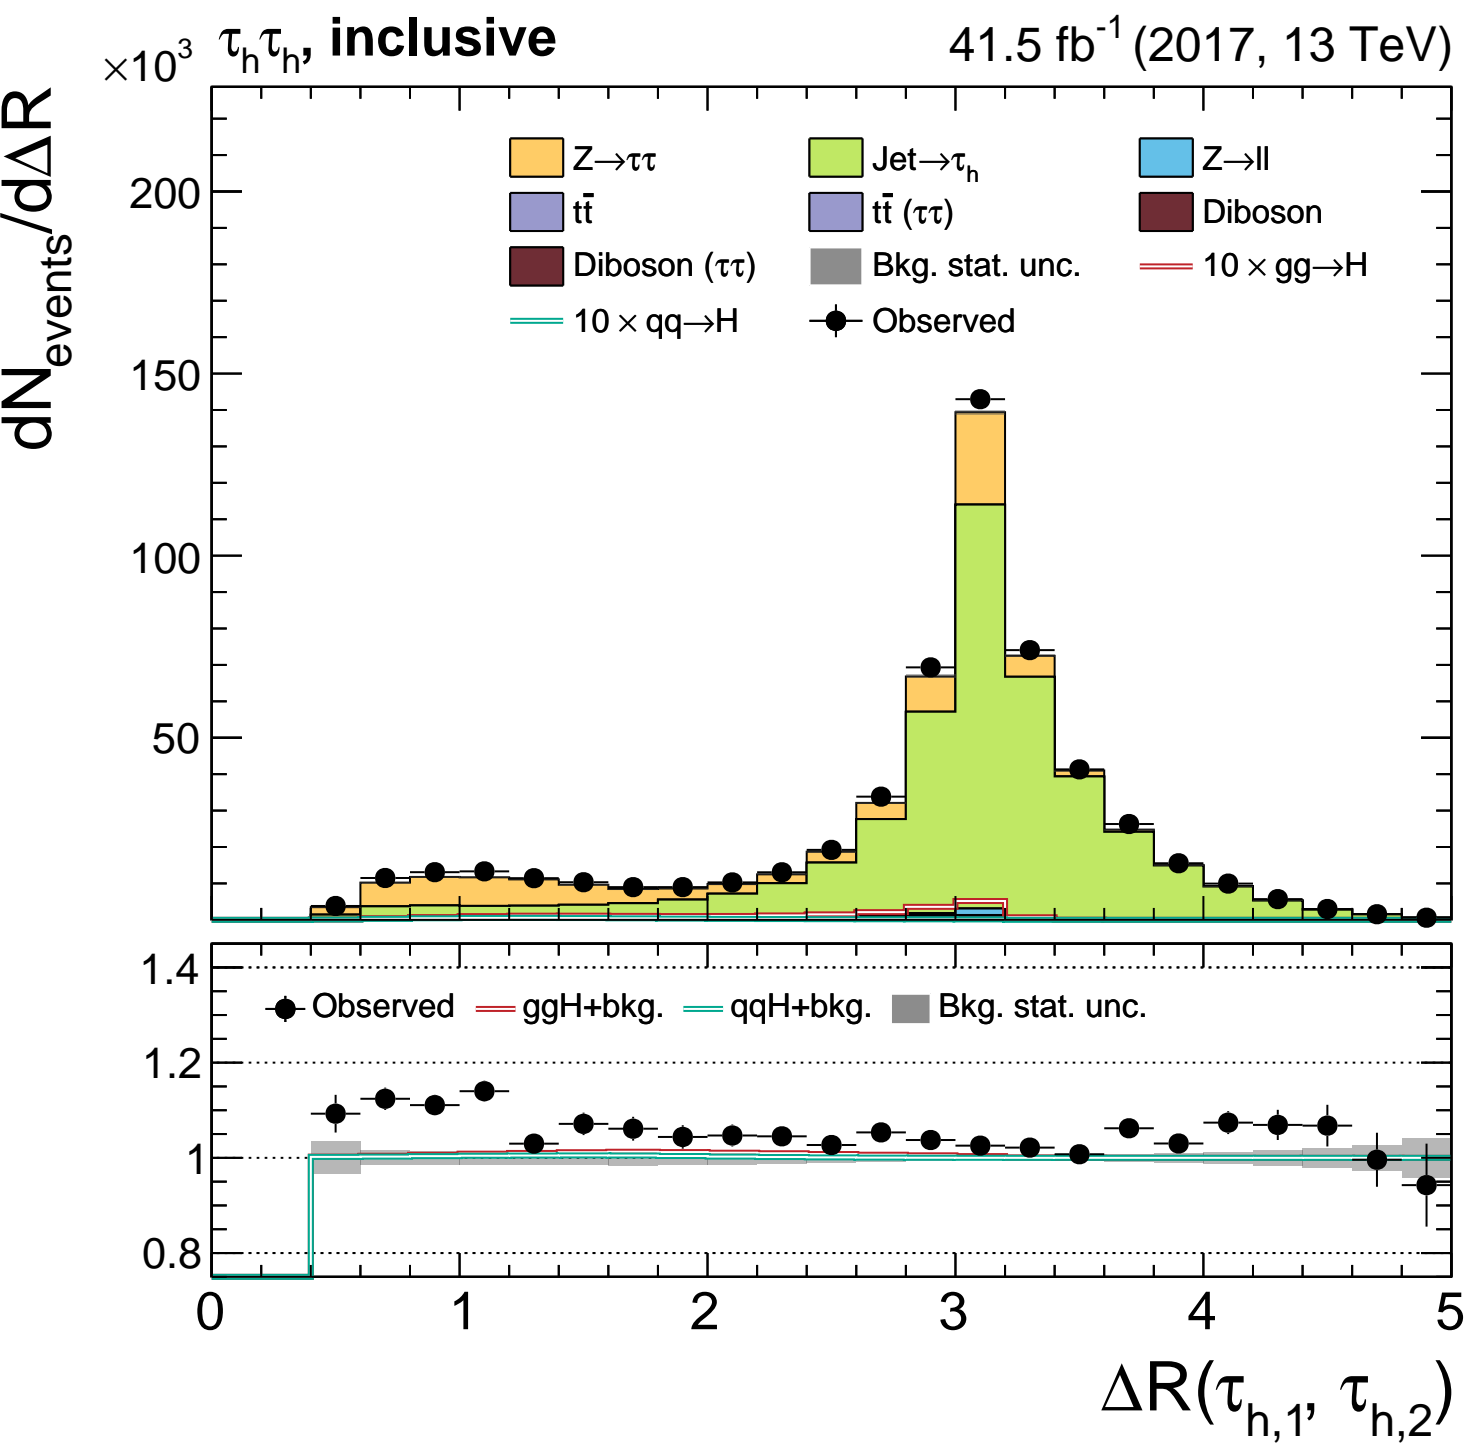 ×10³ τhτh, inclusive 41.5 fb⁻¹ (2017, 13 TeV)
dNevents/dΔR
Z→ττ Jet→τh Z→ll
tt̄ tt̄ (ττ) Diboson
Diboson (ττ) Bkg. stat. unc. 10 × gg→H
10 × qq→H Observed
200
150
100
50
1.4
Observed ggH+bkg. qqH+bkg. Bkg. stat. unc.
1.2
1
0.8
0 1 2 3 4 5
ΔR(τh,1, τh,2)